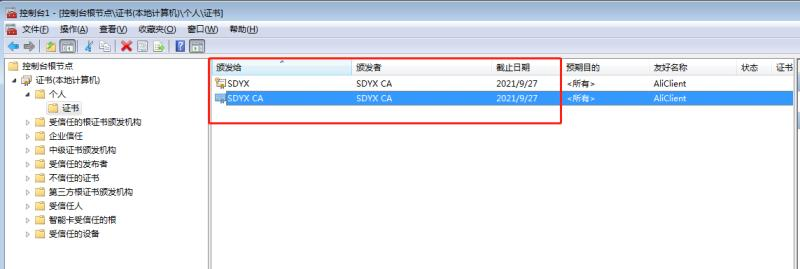 控制台1 - [控制台根节点\证书(本地计算机)\个人\证书]
文件(F) 操作(A) 查看(V) 收藏夹(O) 窗口(W) 帮助(H)
控制台根节点
证书(本地计算机)
个人
证书
受信任的根证书颁发机构
企业信任
中级证书颁发机构
受信任的发布者
不信任的证书
第三方根证书颁发机构
受信任人
智能卡受信任的根
受信任的设备
颁发给 颁发者 截止日期 预期目的 友好名称 状态 证书
SDYX SDYX CA 2021/9/27 <所有> AliClient
SDYX CA SDYX CA 2021/9/27 <所有> AliClient